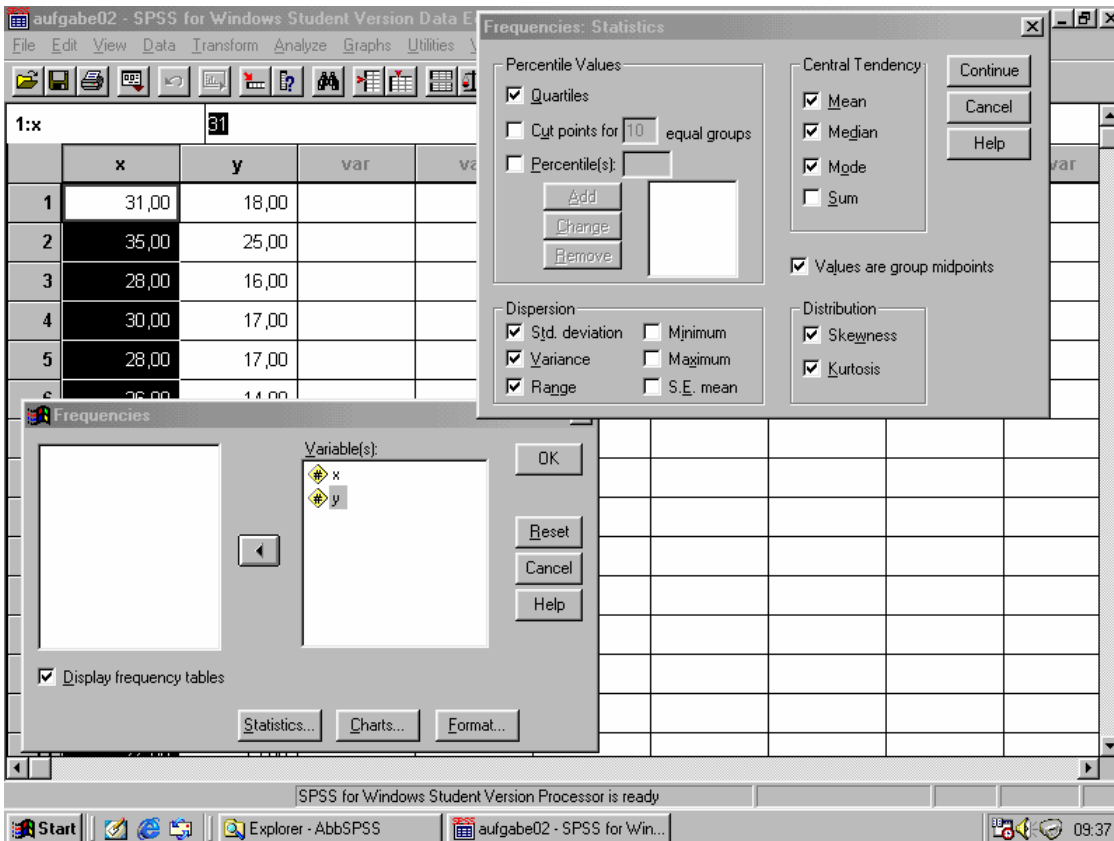 aufgabe02 - SPSS for Windows Student Version Data E
File Edit View Data Transform Analyze Graphs Utilities
1:x 31
x y var var
1 31,00 18,00
2 35,00 25,00
3 28,00 16,00
4 30,00 17,00
5 28,00 17,00
6 26,00 14,00
Frequencies: Statistics
Percentile Values
Quartiles
Cut points for 10 equal groups
Percentile(s):
Add
Change
Remove
Central Tendency
Mean
Median
Mode
Sum
Continue
Cancel
Help
Values are group midpoints
Dispersion
Std. deviation Minimum
Variance Maximum
Range S.E. mean
Distribution
Skewness
Kurtosis
Frequencies
Variable(s):
x
y
OK
Reset
Cancel
Help
Display frequency tables
Statistics... Charts... Format...
SPSS for Windows Student Version Processor is ready
Start Explorer - AbbSPSS aufgabe02 - SPSS for Win... 09:37